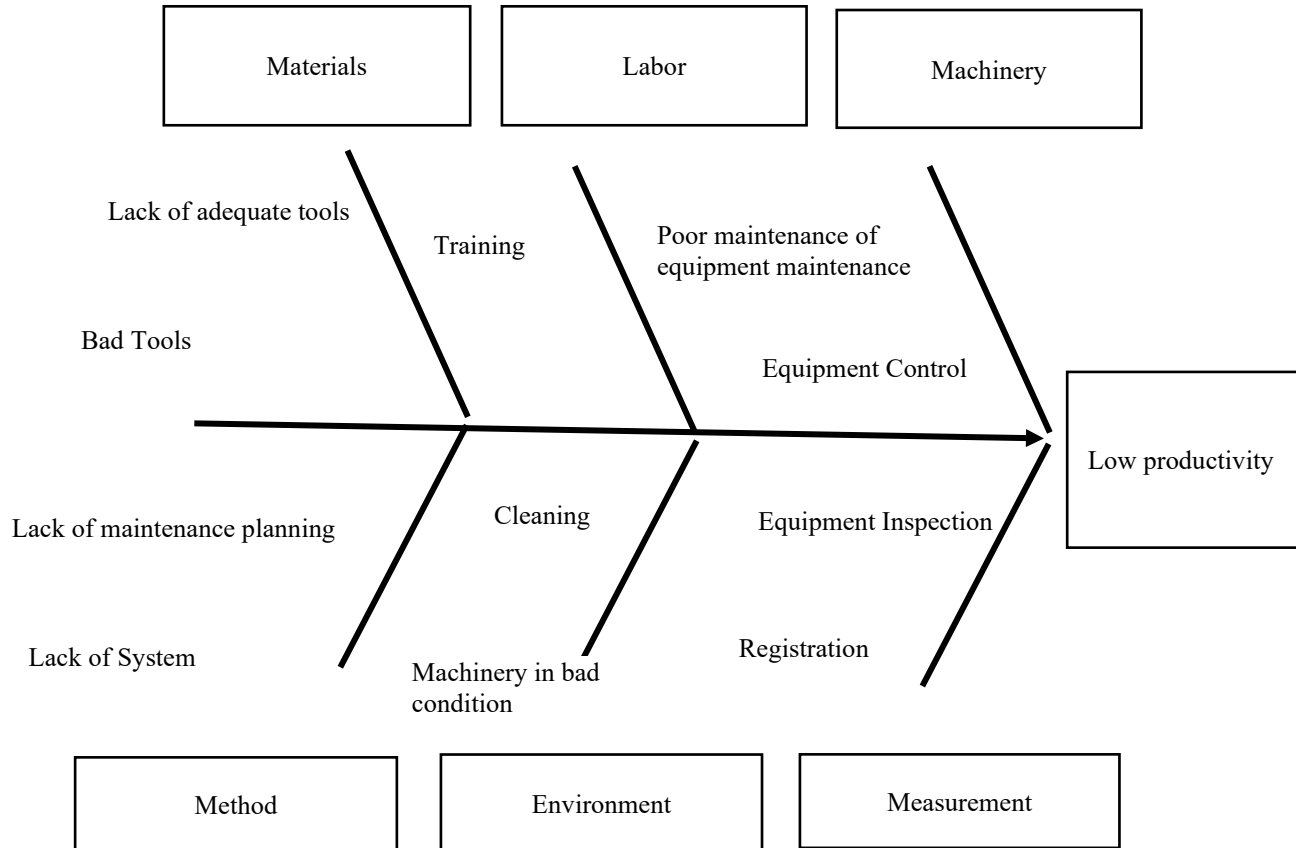 Materials
Labor
Machinery
Lack of adequate tools
Training
Poor maintenance of
equipment maintenance
Bad Tools
Equipment Control
Low productivity
Lack of maintenance planning
Cleaning
Equipment Inspection
Lack of System
Machinery in bad
condition
Registration
Method
Environment
Measurement